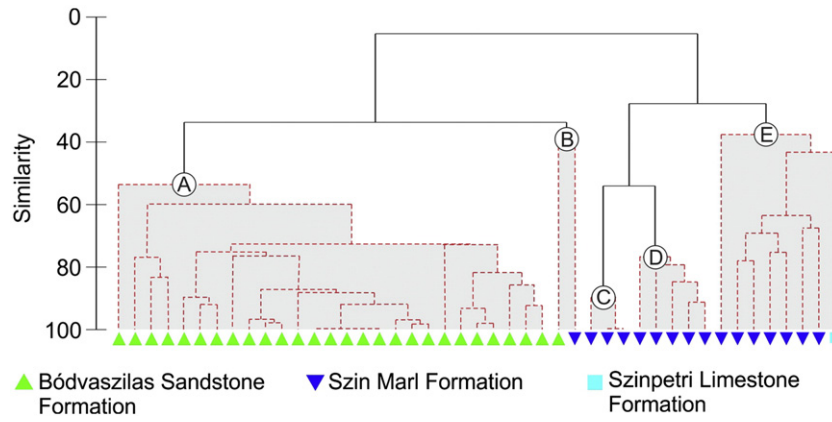 0
20
40
60
80
100
Similarity
A
B
C
D
E
Bódvaszilas Sandstone
Formation
Szin Marl Formation
Szinpetri Limestone
Formation